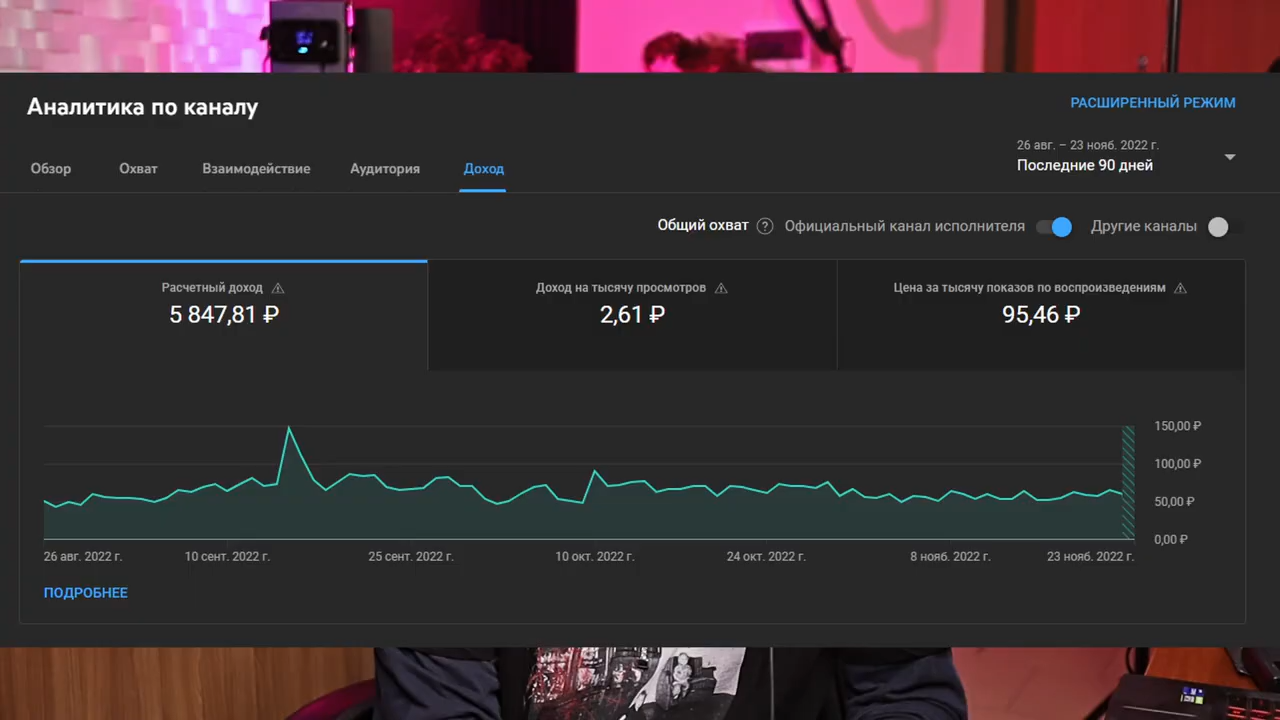 Аналитика по каналу
РАСШИРЕННЫЙ РЕЖИМ
Обзор
Охват
Взаимодействие
Аудитория
Доход
26 авг. – 23 нояб. 2022 г.
Последние 90 дней
Общий охват ? Официальный канал исполнителя Другие каналы
Расчетный доход
5 847,81 ₽
Доход на тысячу просмотров
2,61 ₽
Цена за тысячу показов по воспроизведениям
95,46 ₽
150,00 ₽
100,00 ₽
50,00 ₽
0,00 ₽
26 авг. 2022 г.
10 сент. 2022 г.
25 сент. 2022 г.
10 окт. 2022 г.
24 окт. 2022 г.
8 нояб. 2022 г.
23 нояб. 2022 г.
ПОДРОБНЕЕ